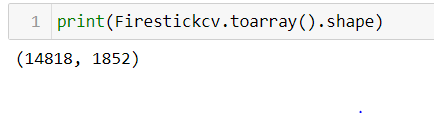 1 print(Firestickcv.toarray().shape)
(14818, 1852)